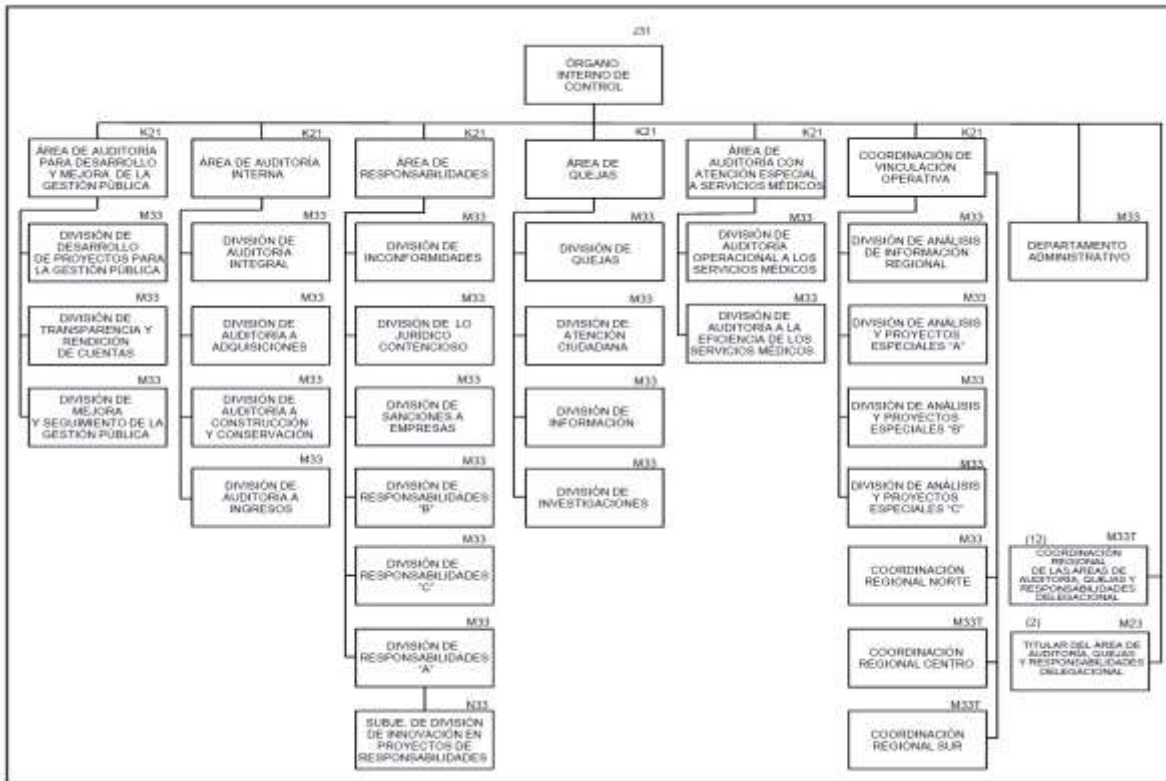 J31
ÓRGANO
INTERNO DE
CONTROL
K21
ÁREA DE AUDITORÍA
PARA DESARROLLO
Y MEJORA DE LA
GESTIÓN PÚBLICA
M33
DIVISIÓN DE
DESARROLLO
DE PROYECTOS PARA
LA GESTIÓN PÚBLICA
M33
DIVISIÓN DE
TRANSPARENCIA Y
RENDICIÓN
DE CUENTAS
M33
DIVISIÓN DE
MEJORA
Y SEGUIMIENTO DE LA
GESTIÓN PÚBLICA
K21
ÁREA DE AUDITORÍA
INTERNA
M33
DIVISIÓN DE
AUDITORÍA
INTEGRAL
M33
DIVISIÓN DE
AUDITORÍA A
ADQUISICIONES
M33
DIVISIÓN DE
AUDITORÍA A
CONSTRUCCIÓN
Y CONSERVACIÓN
M33
DIVISIÓN DE
AUDITORÍA A
INGRESOS
K21
ÁREA DE
RESPONSABILIDADES
M33
DIVISIÓN DE
INCONFORMIDADES
M33
DIVISIÓN DE LO
JURÍDICO
CONTENCIOSO
M33
DIVISIÓN DE
SANCIONES A
EMPRESAS
M33
DIVISIÓN DE
RESPONSABILIDADES
"B"
M33
DIVISIÓN DE
RESPONSABILIDADES
"C"
M33
DIVISIÓN DE
RESPONSABILIDADES
"A"
N33
SUBJE. DE DIVISIÓN
DE INNOVACIÓN EN
PROYECTOS DE
RESPONSABILIDADES
K21
ÁREA DE
QUEJAS
M33
DIVISIÓN DE
QUEJAS
M33
DIVISIÓN DE
ATENCIÓN
CIUDADANA
M33
DIVISIÓN DE
INFORMACIÓN
M33
DIVISIÓN DE
INVESTIGACIONES
K21
ÁREA DE
AUDITORÍA CON
ATENCIÓN ESPECIAL
A SERVICIOS MÉDICOS
M33
DIVISIÓN DE
AUDITORÍA
OPERACIONAL A LOS
SERVICIOS MÉDICOS
M33
DIVISIÓN DE
AUDITORÍA A LA
EFICIENCIA DE LOS
SERVICIOS MÉDICOS
K21
COORDINACIÓN DE
VINCULACIÓN
OPERATIVA
M33
DIVISIÓN DE ANÁLISIS
DE INFORMACIÓN
REGIONAL
M33
DIVISIÓN DE ANÁLISIS
Y PROYECTOS
ESPECIALES "A"
M33
DIVISIÓN DE ANÁLISIS
Y PROYECTOS
ESPECIALES "B"
M33
DIVISIÓN DE ANÁLISIS
Y PROYECTOS
ESPECIALES "C"
M33
COORDINACIÓN
REGIONAL NORTE
M33T
COORDINACIÓN
REGIONAL CENTRO
M33T
COORDINACIÓN
REGIONAL SUR
M33
DEPARTAMENTO
ADMINISTRATIVO
(12) M33T
COORDINACIÓN
REGIONAL
DE LAS ÁREAS DE
AUDITORÍA, QUEJAS Y
RESPONSABILIDADES
DELEGACIONAL
(2) M23
TITULAR DEL ÁREA DE
AUDITORÍA, QUEJAS
Y RESPONSABILIDADES
DELEGACIONAL